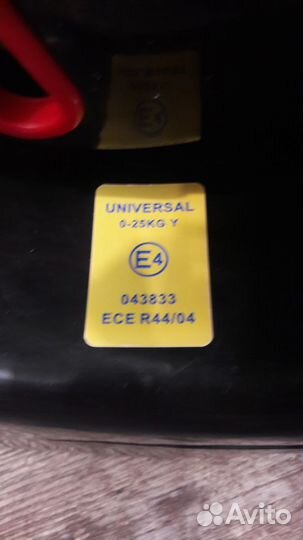 UNIVERSAL
0-25KG Y
E4
043833
ECE R44/04
Avito